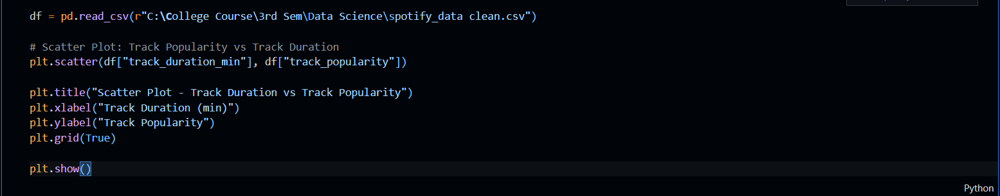 df = pd.read_csv(r"C:\College Course\3rd Sem\Data Science\spotify_data clean.csv")
# Scatter Plot: Track Popularity vs Track Duration
plt.scatter(df["track_duration_min"], df["track_popularity"])
plt.title("Scatter Plot - Track Duration vs Track Popularity")
plt.xlabel("Track Duration (min)")
plt.ylabel("Track Popularity")
plt.grid(True)
plt.show()
Python